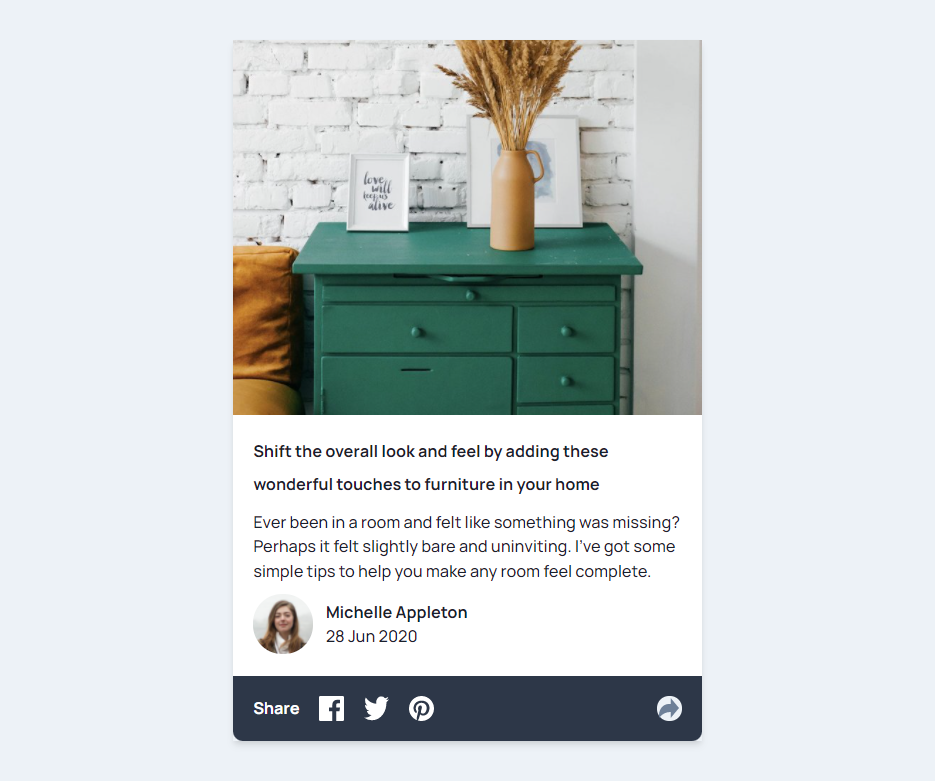 love
will
keep us
alive
Shift the overall look and feel by adding these
wonderful touches to furniture in your home
Ever been in a room and felt like something was missing?
Perhaps it felt slightly bare and uninviting. I've got some
simple tips to help you make any room feel complete.
Michelle Appleton
28 Jun 2020
Share